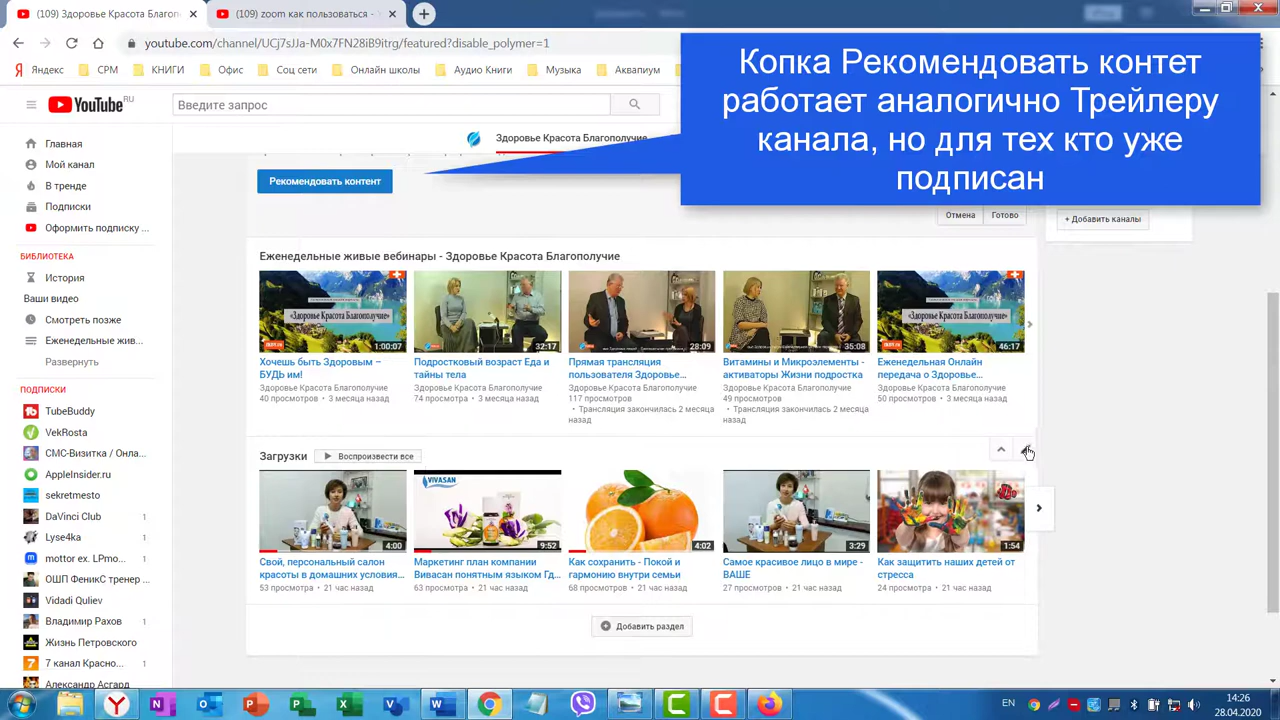 (109) Здоровье Красота Благопол
(109) zoom как пользоваться -
youtube.com/channel/UCj7sJJa-M0x7FN28iB9itrg/featured?disable_polymer=1
Яндекс
СРМ
КНИГИ
Офис
Соц сети
Онлайн школы
Аудио Книги
Музыка
Аквапиум
Копка Рекомендовать контет
работает аналогично Трейлеру
канала, но для тех кто уже
подписан
YouTube RU
Введите запрос
Здоровье Красота Благополучие
Главная
Мой канал
В тренде
Подписки
Оформить подписку ...
БИБЛИОТЕКА
История
Ваши видео
Смотреть позже
Еженедельные жив...
Развернуть
ПОДПИСКИ
TubeBuddy
VekRosta
СМС-Визитка / Онла...
AppleInsider.ru
sekretmesto
DaVinci Club 1
Lyse4ka 1
mottor ex. LPmo... 1
ОШП ФениксС тренер ...
Vidadi Quliev
Владимир Рахов
Жизнь Петровского
7 канал Красно... 1
Александр Асгард
Рекомендовать контент
Отмена
Готово
+ Добавить каналы
Еженедельные живые вебинары - Здоровье Красота Благополучие
«Здоровье Красота Благополучие»
1:00:07
32:17
28:09
35:08
«Здоровье Красота Благополучие»
46:17
Хочешь быть Здоровым –
БУДЬ им!
Здоровье Красота Благополучие
40 просмотров • 3 месяца назад
Подростковый возраст Еда и
тайны тела
Здоровье Красота Благополучие
74 просмотра • 3 месяца назад
Прямая трансляция
пользователя Здоровье...
Здоровье Красота Благополучие
117 просмотров
• Трансляция закончилась 2 месяца
назад
Витамины и Микроэлементы -
активаторы Жизни подростка
Здоровье Красота Благополучие
49 просмотров
• Трансляция закончилась 2 месяца
назад
Еженедельная Онлайн
передача о Здоровье...
Здоровье Красота Благополучие
50 просмотров • 3 месяца назад
Загрузки
Воспроизвести все
4:00
VIVASAN
9:52
4:02
3:29
1:54
Свой, персональный салон
красоты в домашних условия...
53 просмотра • 21 час назад
Маркетинг план компании
Вивасан понятным языком Гд...
63 просмотра • 21 час назад
Как сохранить - Покой и
гармонию внутри семьи
68 просмотров • 21 час назад
Самое красивое лицо в мире -
ВАШЕ
27 просмотров • 21 час назад
Как защитить наших детей от
стресса
24 просмотра • 21 час назад
Добавить раздел
EN
14:26
28.04.2020